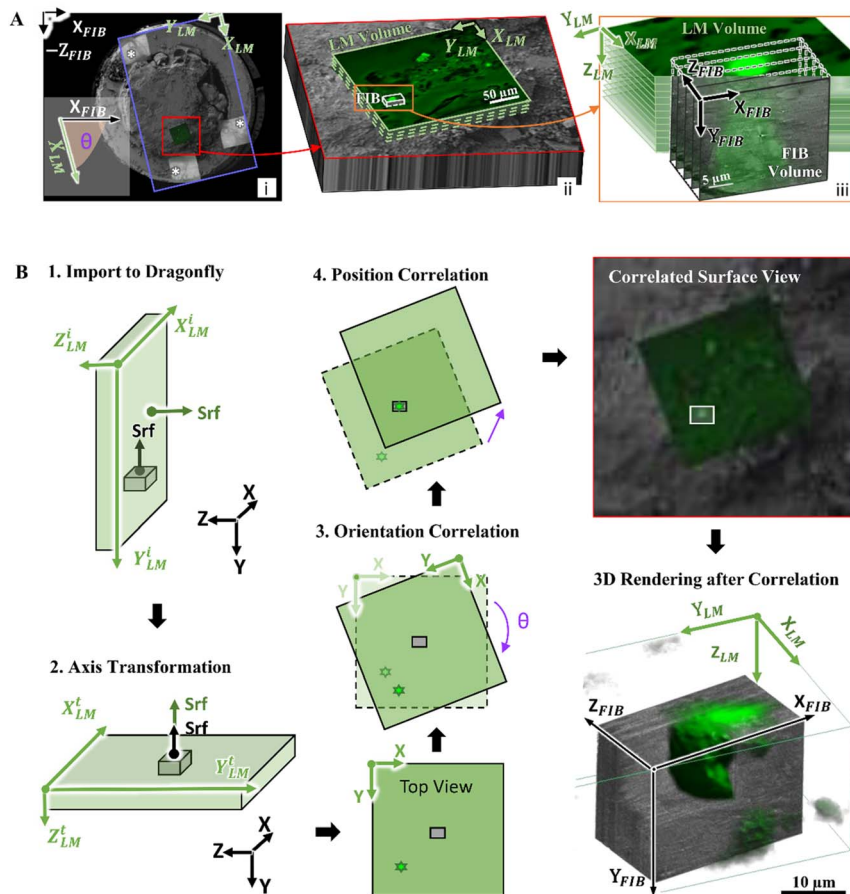 A
X_FIB
−Z_FIB
Y_LM
X_LM
X_FIB
X_LM
θ
*
*
*
i
LM Volume
Y_LM
X_LM
FIB
50 µm
ii
Y_LM
X_LM
Z_LM
LM Volume
Z_FIB
X_FIB
Y_FIB
FIB
Volume
5 µm
iii
B
1. Import to Dragonfly
X^i_LM
Z^i_LM
Srf
Srf
Y^i_LM
X
Z
Y
2. Axis Transformation
Srf
Srf
X^t_LM
Y^t_LM
Z^t_LM
X
Z
Y
4. Position Correlation
3. Orientation Correlation
X
Y
Y
X
θ
X
Y
Top View
Correlated Surface View
3D Rendering after Correlation
Y_LM
X_LM
Z_LM
Z_FIB
X_FIB
Y_FIB
10 µm